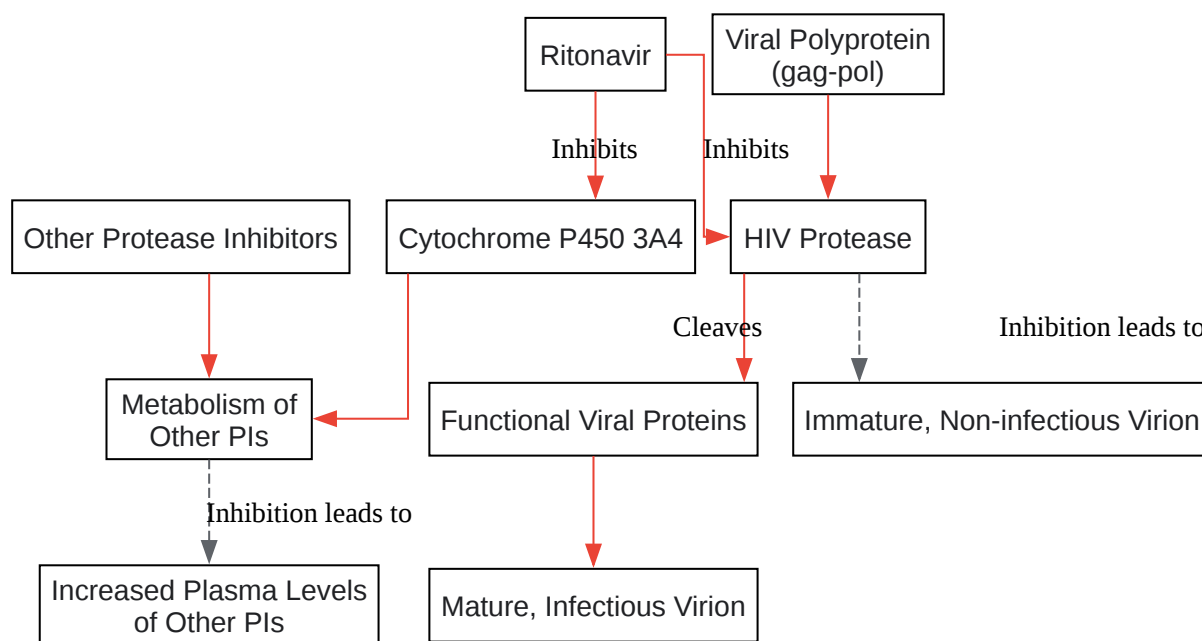 Ritonavir
Viral Polyprotein
(gag-pol)
Inhibits
Inhibits
Other Protease Inhibitors
Cytochrome P450 3A4
HIV Protease
Cleaves
Inhibition leads to
Metabolism of
Other PIs
Functional Viral Proteins
Immature, Non-infectious Virion
Inhibition leads to
Increased Plasma Levels
of Other PIs
Mature, Infectious Virion